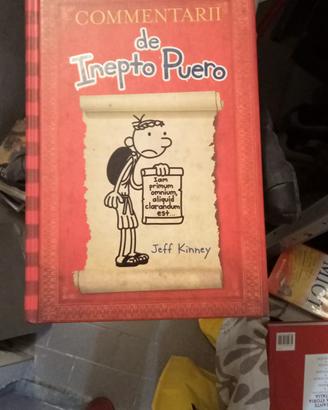 COMMENTARII
de
Inepto Puero
Iam
primum
omnium,
aliquid
clarandum
est...
Jeff Kinney